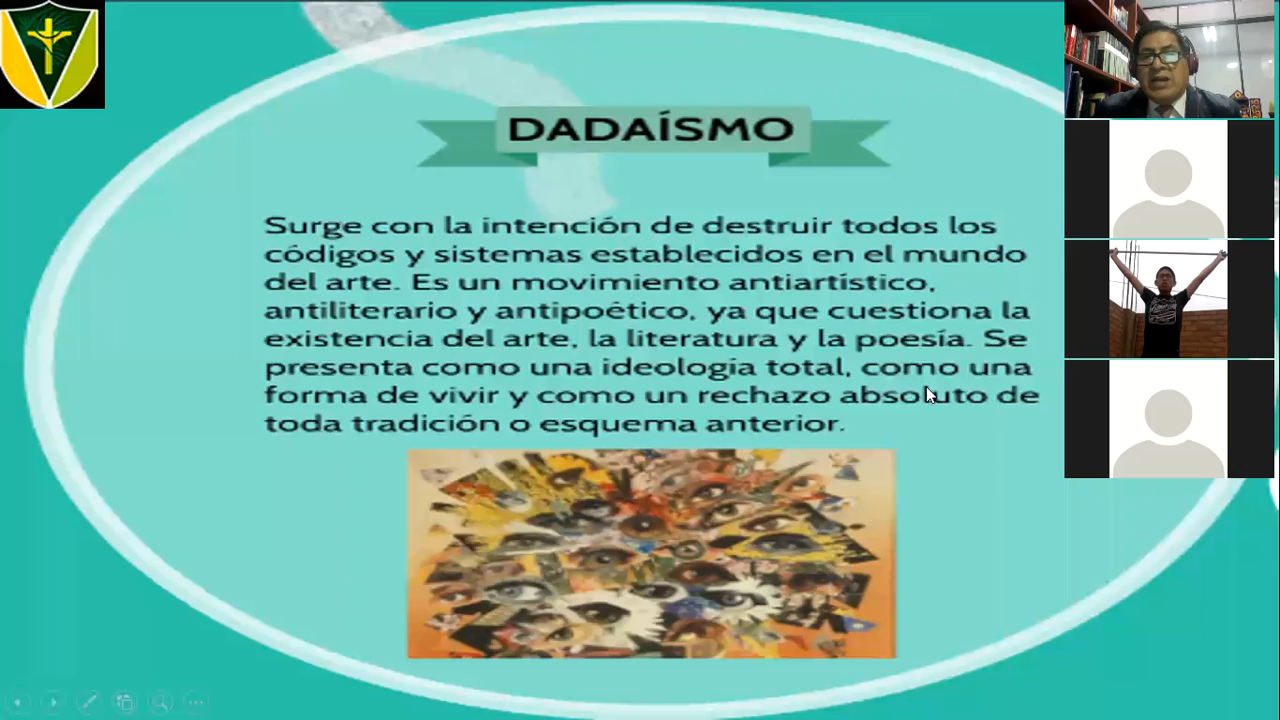 DADAÍSMO
Surge con la intención de destruir todos los
códigos y sistemas establecidos en el mundo
del arte. Es un movimiento antiartístico,
antiliterario y antipoético, ya que cuestiona la
existencia del arte, la literatura y la poesía. Se
presenta como una ideología total, como una
forma de vivir y como un rechazo absoluto de
toda tradición o esquema anterior.